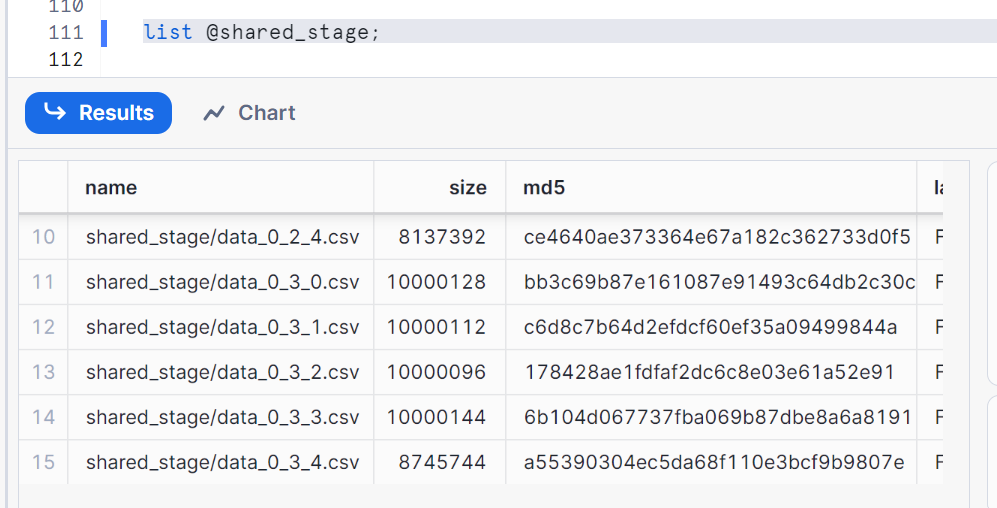 110
111 list @shared_stage;
112
Results Chart
name size md5 la
10 shared_stage/data_0_2_4.csv 8137392 ce4640ae373364e67a182c362733d0f5 F
11 shared_stage/data_0_3_0.csv 10000128 bb3c69b87e161087e91493c64db2c30c F
12 shared_stage/data_0_3_1.csv 10000112 c6d8c7b64d2efdcf60ef35a09499844a F
13 shared_stage/data_0_3_2.csv 10000096 178428ae1fdfaf2dc6c8e03e61a52e91 F
14 shared_stage/data_0_3_3.csv 10000144 6b104d067737fba069b87dbe8a6a8191 F
15 shared_stage/data_0_3_4.csv 8745744 a55390304ec5da68f110e3bcf9b9807e F